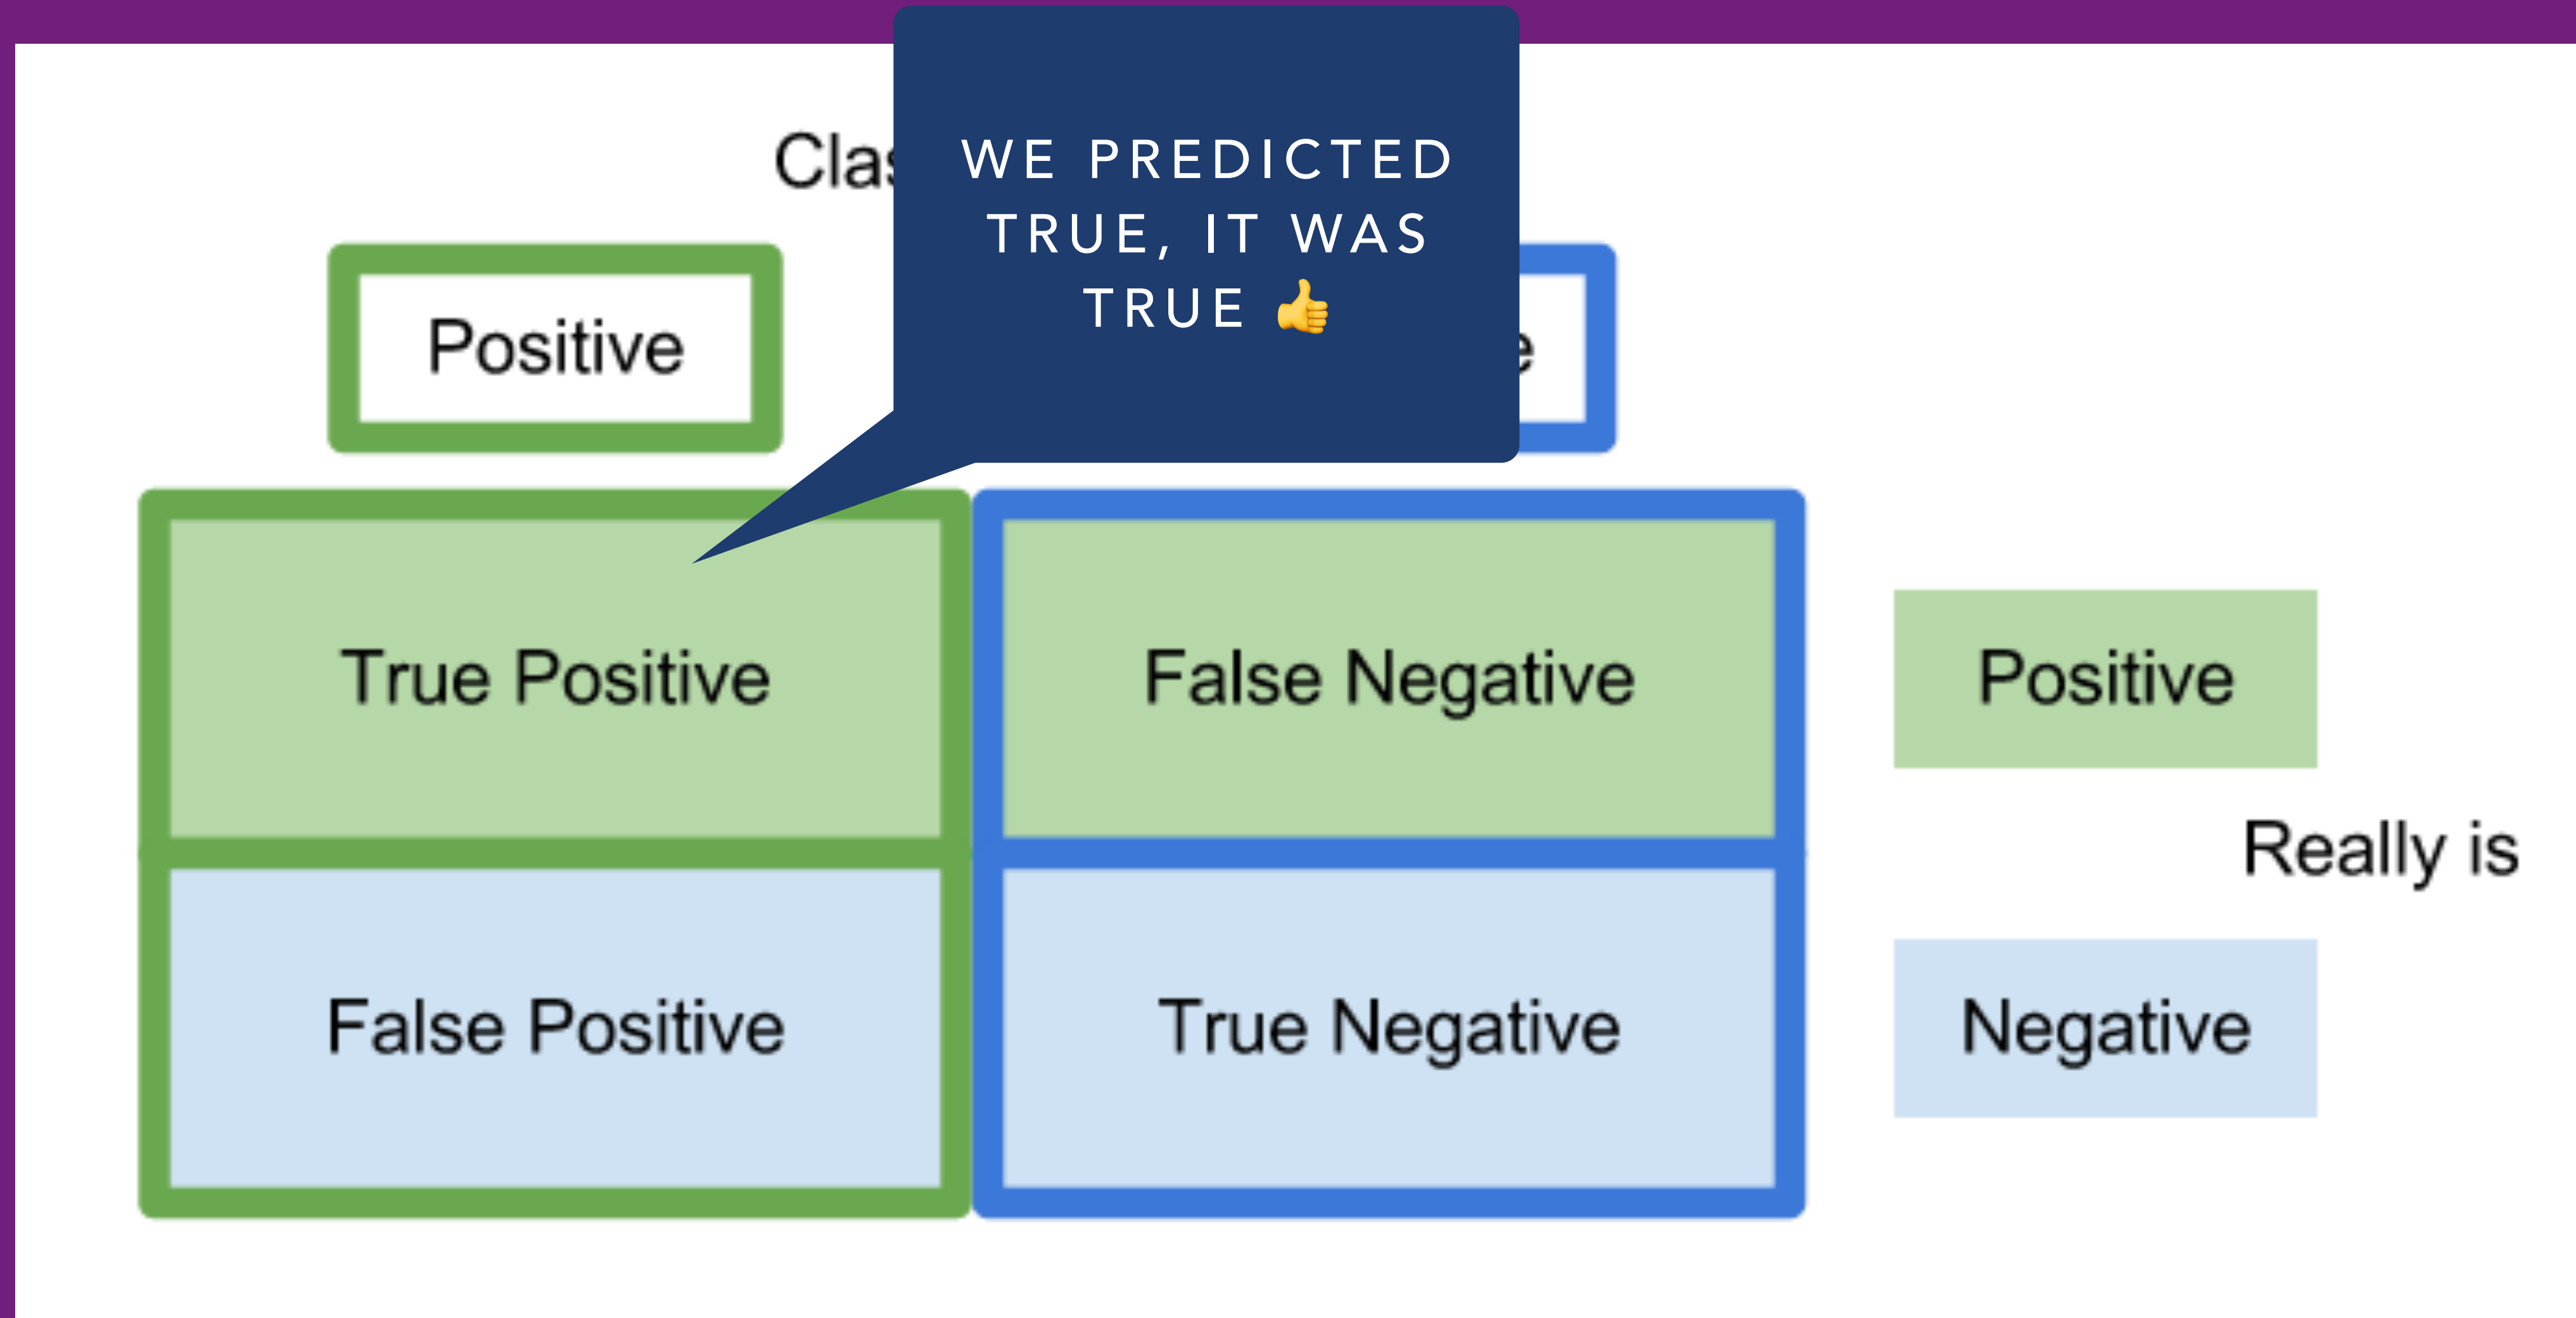 WE PREDICTED
TRUE, IT WAS
TRUE 👍
Positive
True Positive
False Negative
Positive
Really is
False Positive
True Negative
Negative